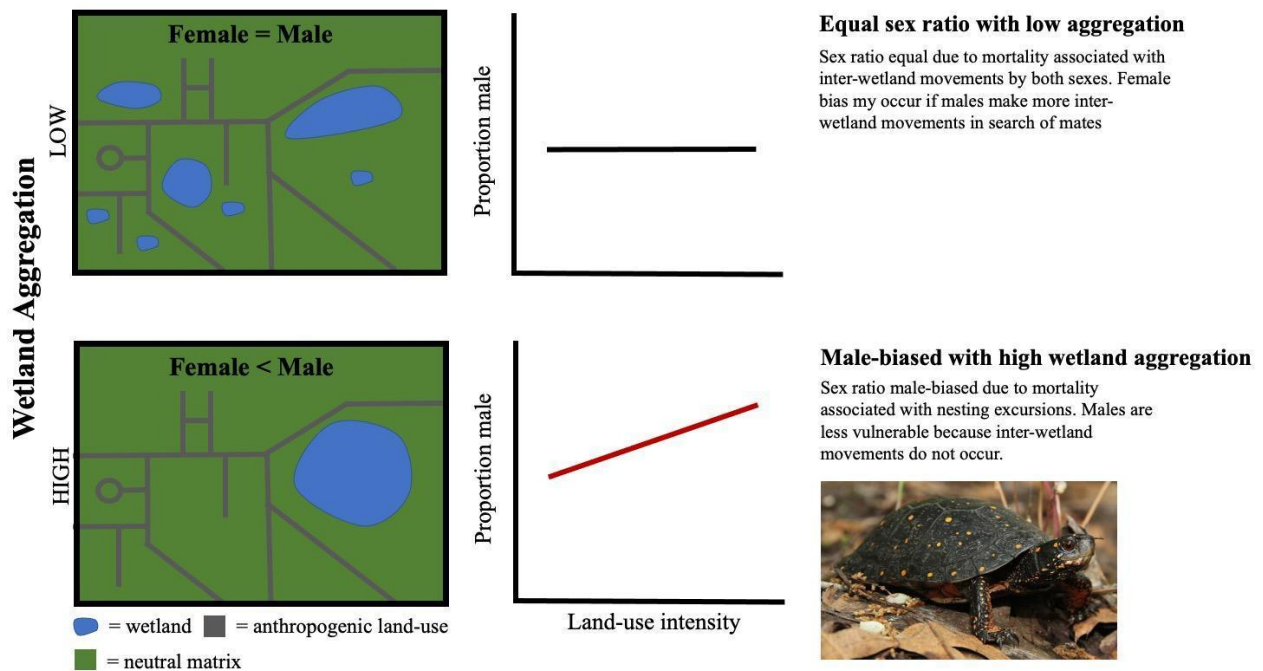 Wetland Aggregation
LOW
Female = Male
Proportion male
Equal sex ratio with low aggregation
Sex ratio equal due to mortality associated with
inter-wetland movements by both sexes. Female
bias my occur if males make more inter-
wetland movements in search of mates
HIGH
Female < Male
Proportion male
Land-use intensity
Male-biased with high wetland aggregation
Sex ratio male-biased due to mortality
associated with nesting excursions. Males are
less vulnerable because inter-wetland
movements do not occur.
= wetland
= anthropogenic land-use
= neutral matrix